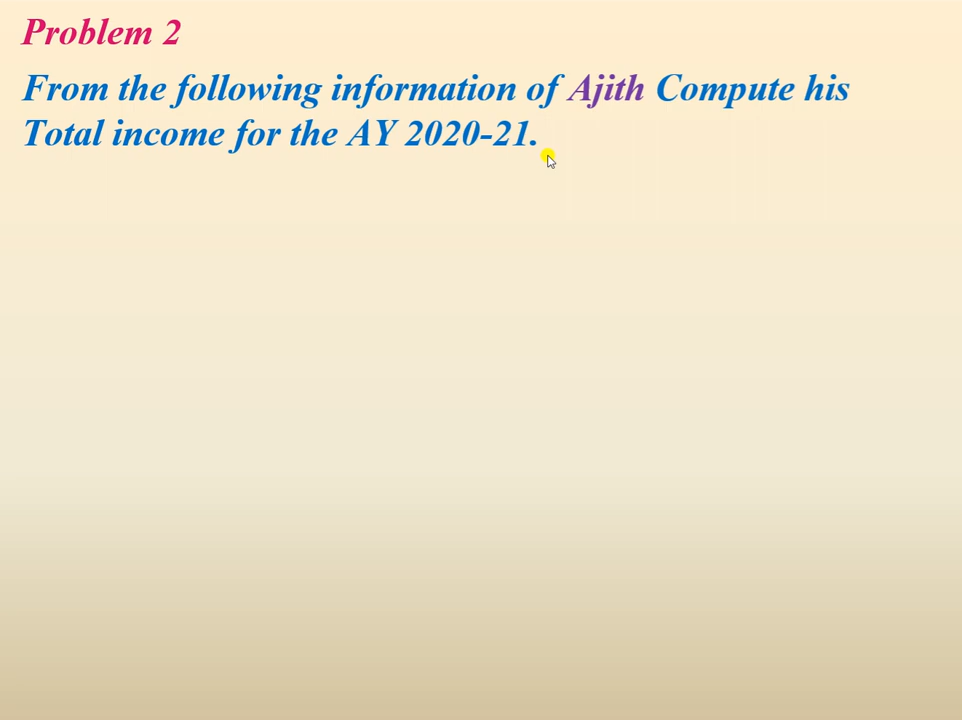 Problem 2
From the following information of Ajith Compute his
Total income for the AY 2020-21.